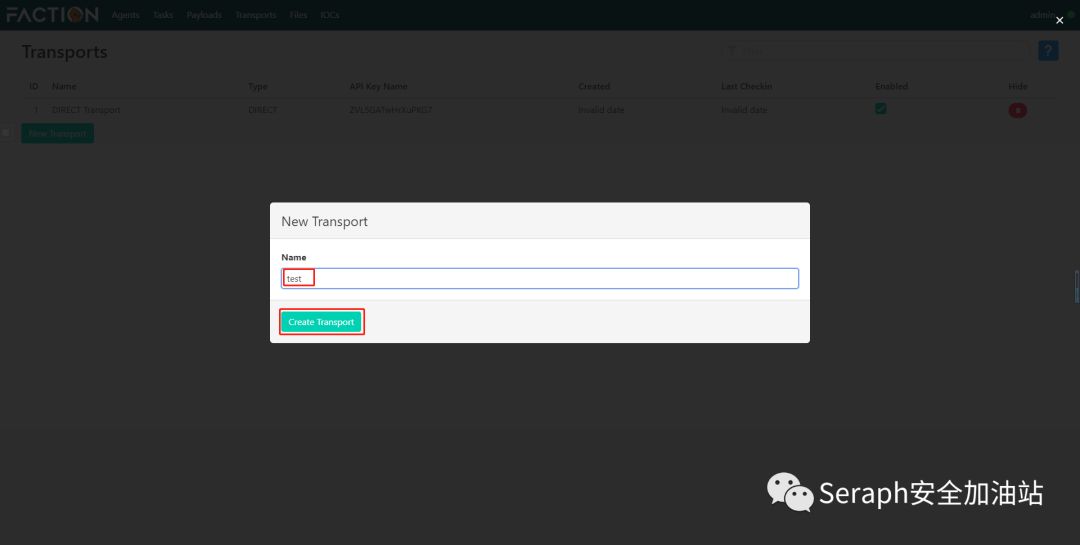 FACTION Agents Tasks Payloads Transports Files IOCs admin
Transports
Filter
?
ID Name Type API Key Name Created Last Checkin Enabled Hide
1 DIRECT Transport DIRECT Invalid date Invalid date
New Transport
New Transport
Name
test
Create Transport
Seraph安全加油站